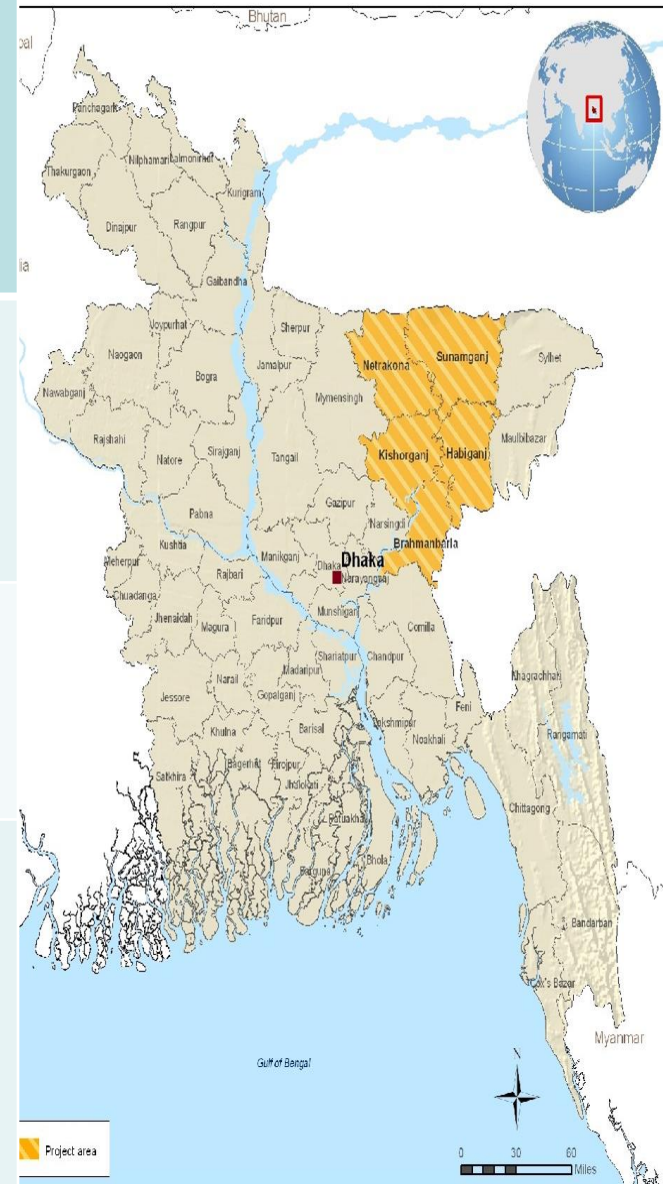 Bhutan
Panchagarh
Nilphamari
Lalmonirhat
Thakurgaon
Kurigram
Dinajpur
Rangpur
Gaibandha
Joypurhat
Sherpur
Naogaon
Jamalpur
Netrakona
Sunamganj
Sylhet
Bogra
Mymensingh
Nawabganj
Rajshahi
Natore
Sirajganj
Tangail
Kishorganj
Habiganj
Maulbibazar
Gazipur
Pabna
Narsingdi
Kushtia
Brahmanbaria
Manikganj
Dhaka
Dhaka
Meherpur
Rajbari
Narayanganj
Chuadanga
Munshiganj
Jhenaidah
Magura
Faridpur
Comilla
Shariatpur
Chandpur
Madaripur
Khagrachhari
Narail
Gopalganj
Jessore
Feni
Barisal
Lakshmipur
Khulna
Noakhali
Rangamati
Bagerhat
Pirojpur
Satkhira
Jhalokati
Chittagong
Patuakhali
Bhola
Barguna
Bandarban
Cox's Bazar
Myanmar
Gulf of Bengal
N
Project area
0 30 60
Miles